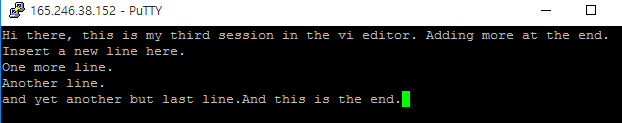 165.246.38.152 - PuTTY
Hi there, this is my third session in the vi editor. Adding more at the end.
Insert a new line here.
One more line.
Another line.
and yet another but last line.And this is the end.